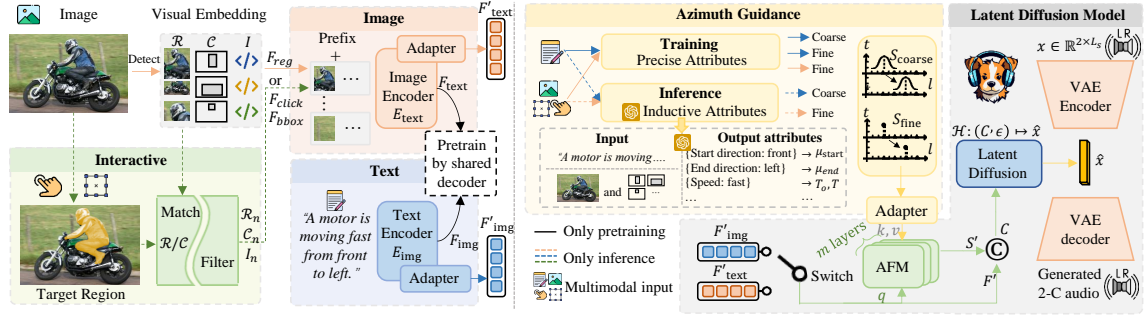 Image
Visual Embedding
ℛ 𝒞 I
Detect
</>
</>
</>
F_reg
or
F_click
F_bbox
Interactive
Match
ℛ/𝒞
Filter
ℛ_n
𝒞_n
I_n
Target Region
Image
Prefix
+
...
...
Adapter
Image
Encoder
E_text
F_text
F'_text
Pretrain
by shared
decoder
Text
"A motor is
moving fast
from front
to left. "
Text
Encoder
E_img
Adapter
F_img
F'_img
Azimuth Guidance
Training
Precise Attributes
Coarse
Fine
Fine
Inference
Inductive Attributes
Coarse
Fine
Input
"A motor is moving....
and
...
Output attributes
{Start direction: front} → μ_start
{End direction: left} → μ_end
{Speed: fast} → T_o, T
... ...
t
S_coarse
l
t
S_fine
l
Adapter
k, v
m layers
AFM
q
S'
F'
C
©
Only pretraining
Only inference
Multimodal input
F'_img
F'_text
Switch
Latent Diffusion Model
x ∈ ℝ^{2×L_s}
L R
VAE
Encoder
ℋ: (C, ϵ) ↦ x̂
Latent
Diffusion
x̂
VAE
decoder
Generated
2-C audio
L R